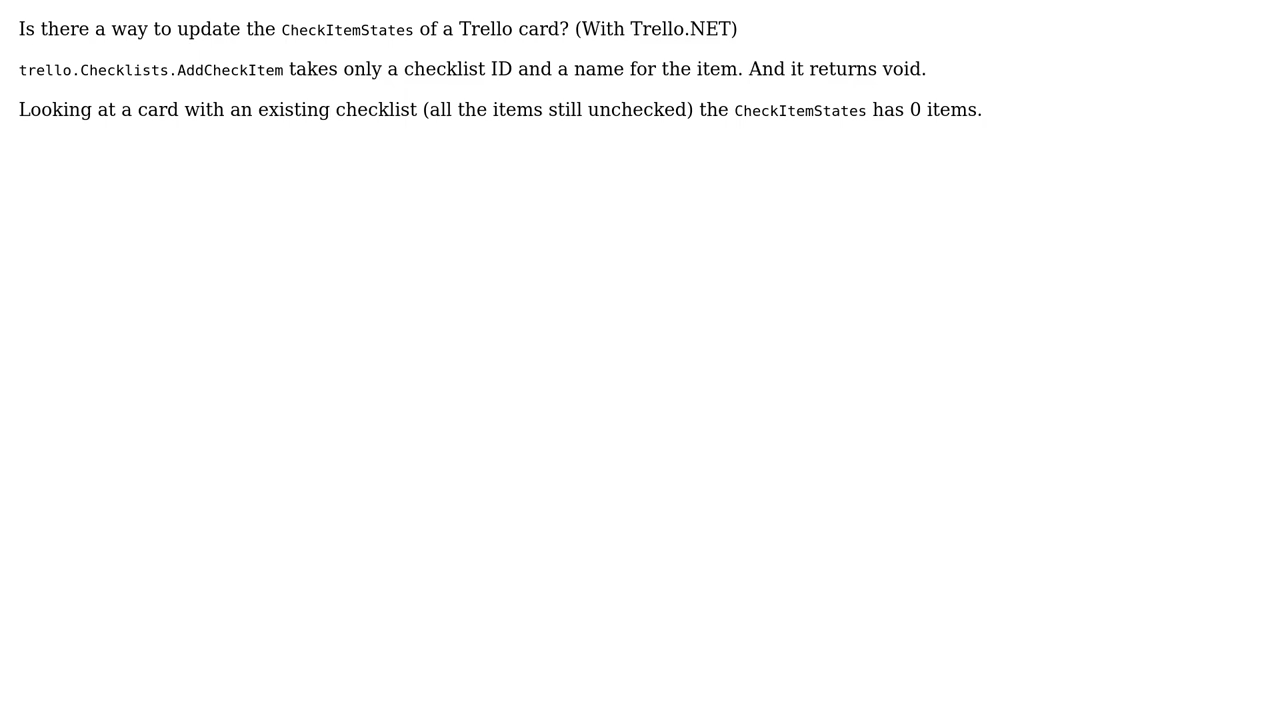 Is there a way to update the CheckItemStates of a Trello card? (With Trello.NET)
trello.Checklists.AddCheckItem takes only a checklist ID and a name for the item. And it returns void.
Looking at a card with an existing checklist (all the items still unchecked) the CheckItemStates has 0 items.